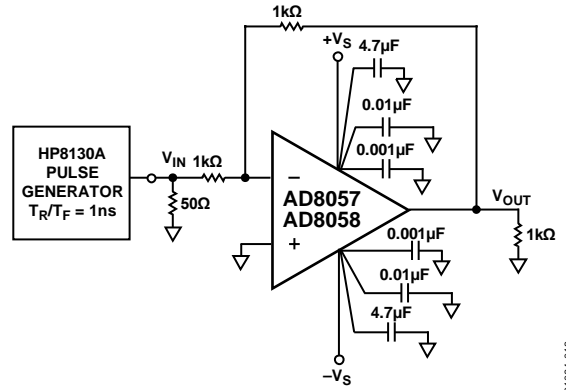 1kΩ
+VS
4.7µF
0.01µF
0.001µF
HP8130A
PULSE
GENERATOR
TR/TF = 1ns
VIN
1kΩ
50Ω
−
+
AD8057
AD8058
VOUT
1kΩ
0.001µF
0.01µF
4.7µF
−VS